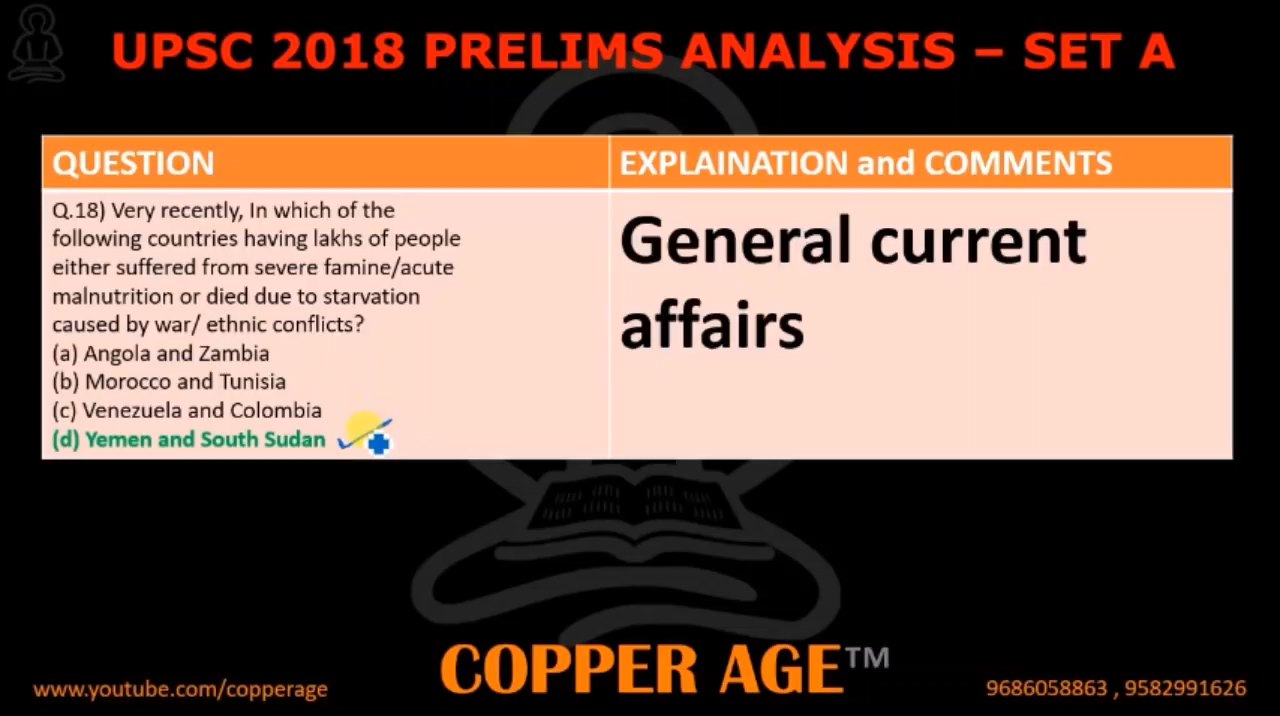 UPSC 2018 PRELIMS ANALYSIS – SET A
QUESTION
Q.18) Very recently, In which of the
following countries having lakhs of people
either suffered from severe famine/acute
malnutrition or died due to starvation
caused by war/ ethnic conflicts?
(a) Angola and Zambia
(b) Morocco and Tunisia
(c) Venezuela and Colombia
(d) Yemen and South Sudan
EXPLAINATION and COMMENTS
General current
affairs
COPPER AGE™
www.youtube.com/copperage
9686058863 , 9582991626